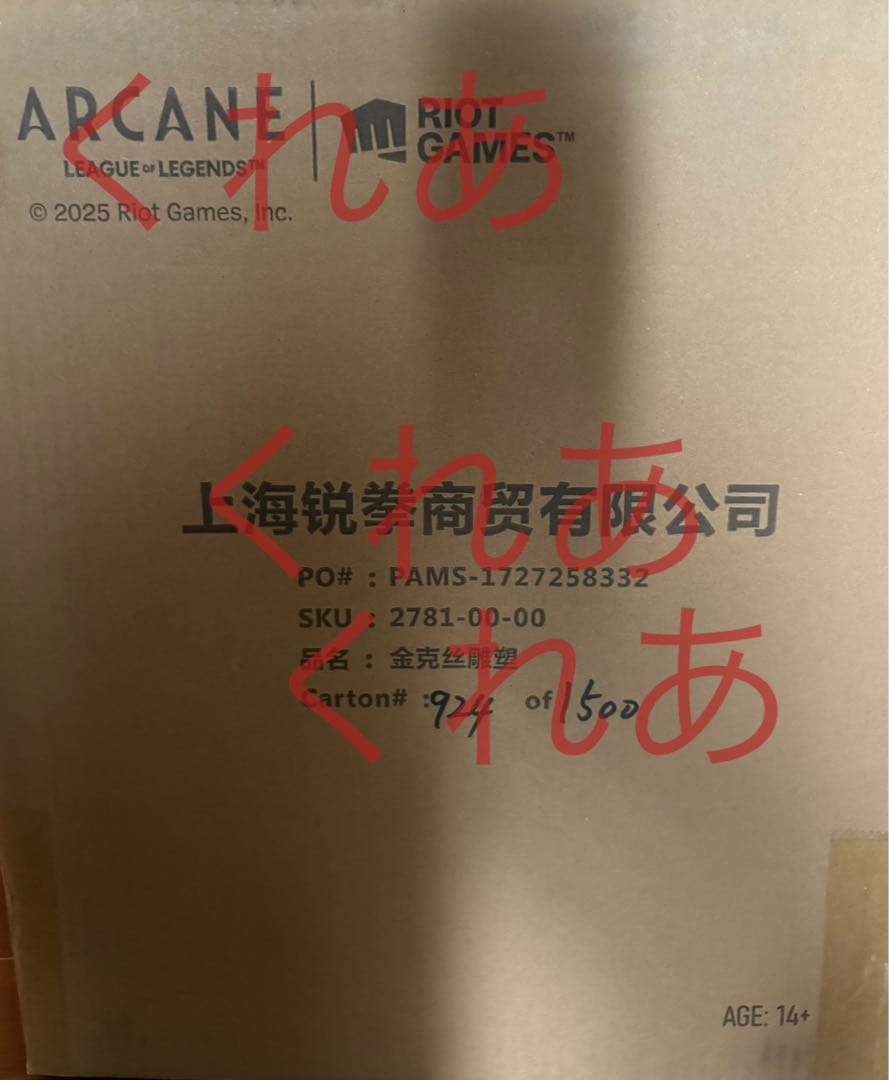 ARCANE
LEAGUE OF LEGENDS™
RIOT
GAMES™
© 2025 Riot Games, Inc.
くれあ
上海锐拳商贸有限公司
くれあ
PO# : PAMS-1727258332
SKU : 2781-00-00
品名 : 金克丝雕塑
Carton# : 924 of 1500
くれあ
AGE: 14+